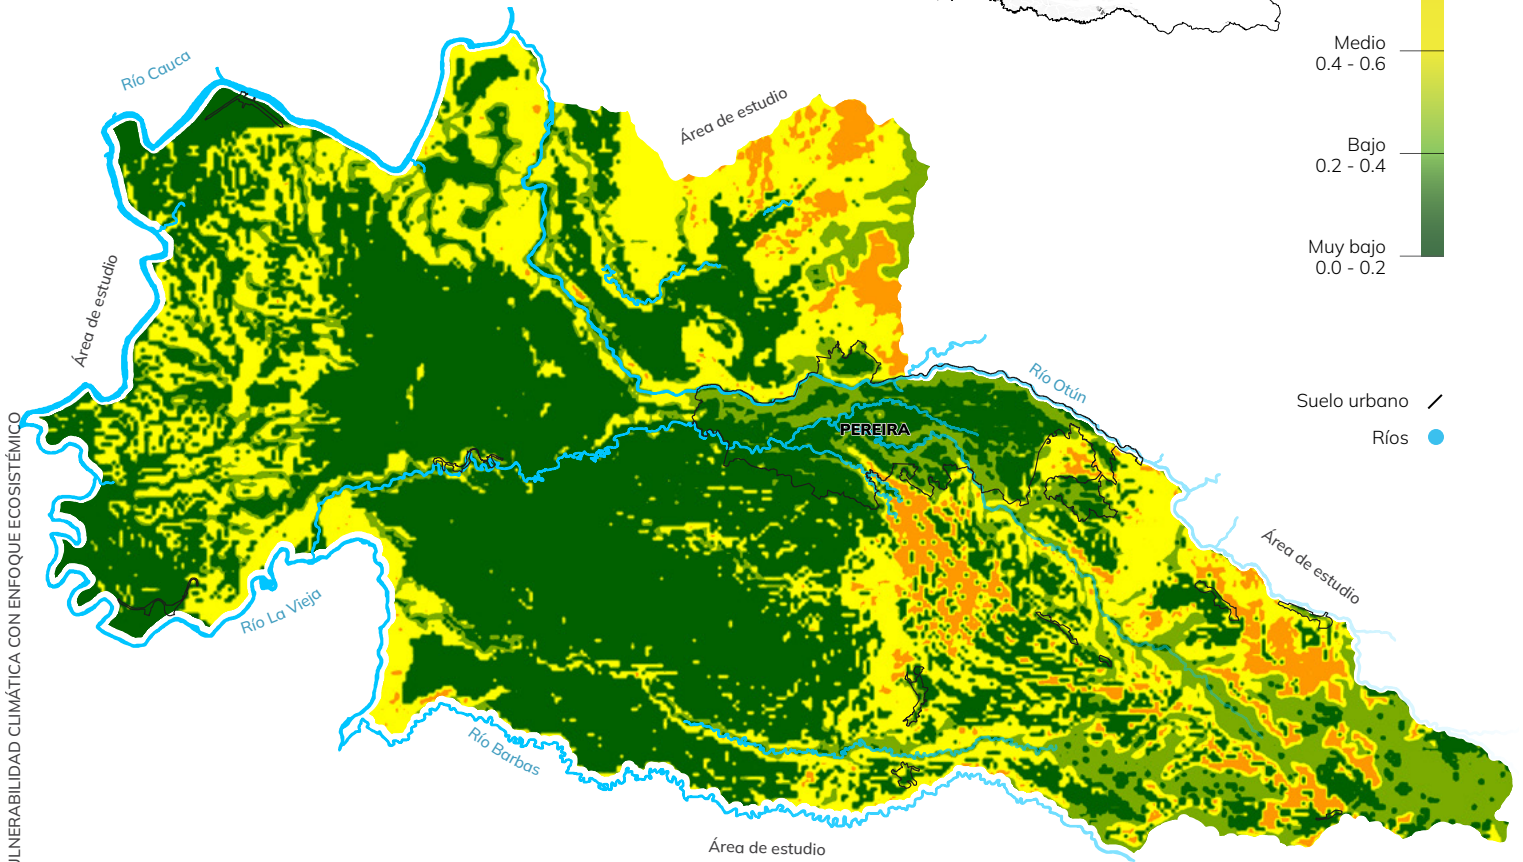 Medio
0.4 - 0.6
Bajo
0.2 - 0.4
Muy bajo
0.0 - 0.2
Río Cauca
Área de estudio
Área de estudio
Río Otún
Suelo urbano
Ríos
PEREIRA
Área de estudio
Río La Vieja
Río Barbas
Área de estudio
CLIMÁTICA CON ENFOQUE ECOSISTÉMICO